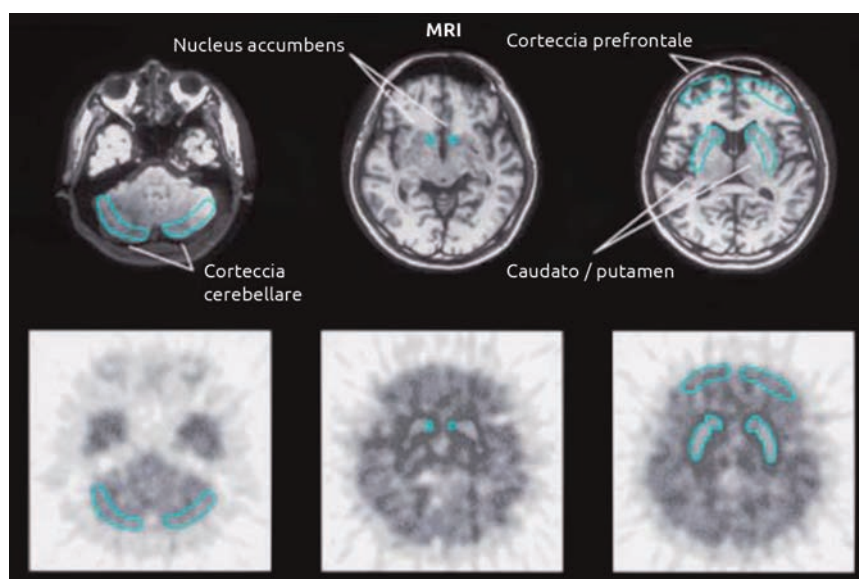 MRI
Nucleus accumbens
Corteccia prefrontale
Corteccia
cerebellare
Caudato / putamen